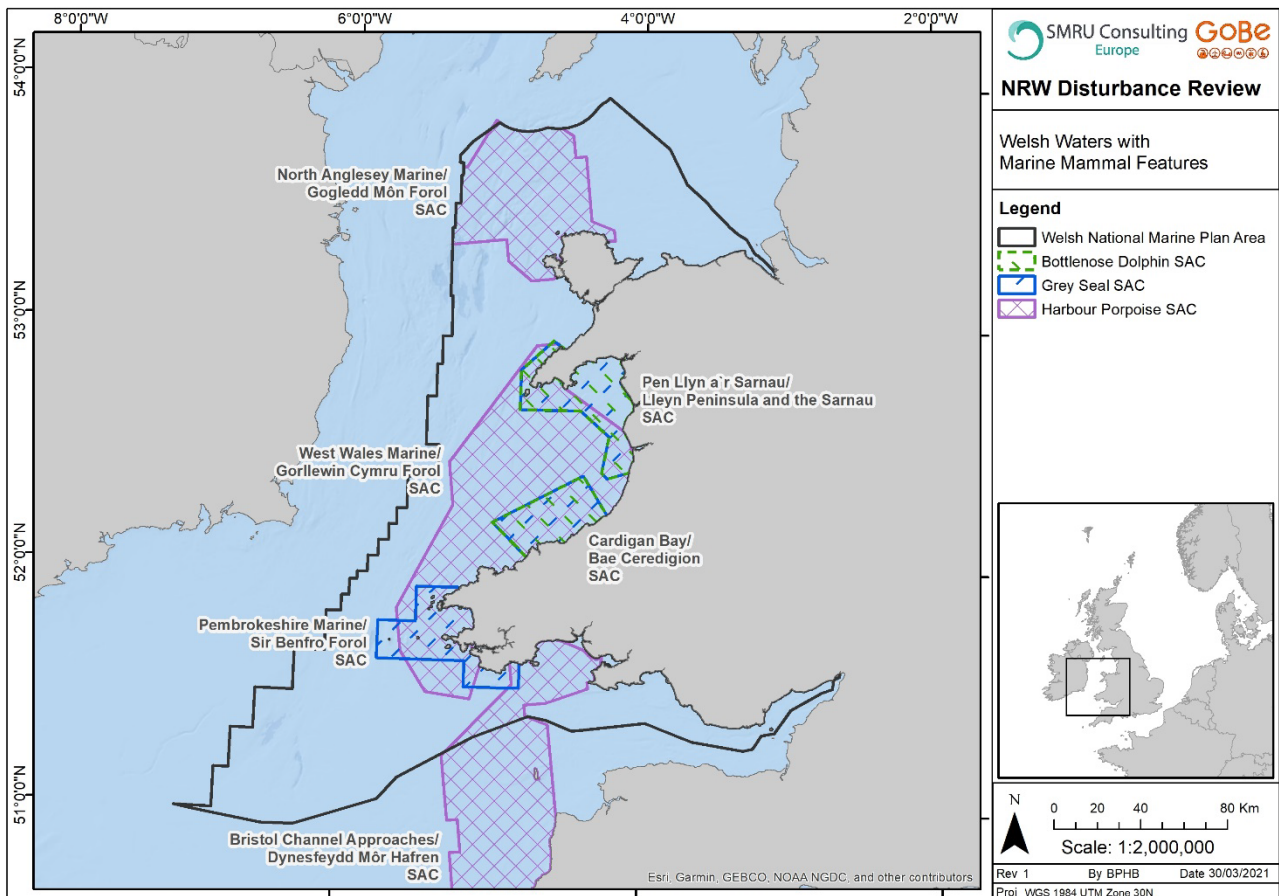 8°0'0"W
6°0'0"W
4°0'0"W
2°0'0"W
54°0'0"N
53°0'0"N
52°0'0"N
51°0'0"N
North Anglesey Marine/
Gogledd Môn Forol
SAC
Pen Llyn a`r Sarnau/
Lleyn Peninsula and the Sarnau
SAC
West Wales Marine/
Gorllewin Cymru Forol
SAC
Cardigan Bay/
Bae Ceredigion
SAC
Pembrokeshire Marine/
Sir Benfro Forol
SAC
Bristol Channel Approaches/
Dynesfeydd Môr Hafren
SAC
Esri, Garmin, GEBCO, NOAA NGDC, and other contributors
SMRU Consulting
Europe
GoBe
NRW Disturbance Review
Welsh Waters with
Marine Mammal Features
Legend
Welsh National Marine Plan Area
Bottlenose Dolphin SAC
Grey Seal SAC
Harbour Porpoise SAC
N
0 20 40 80 Km
Scale: 1:2,000,000
Rev 1 By BPHB Date 30/03/2021
Proj WGS 1984 UTM Zone 30N